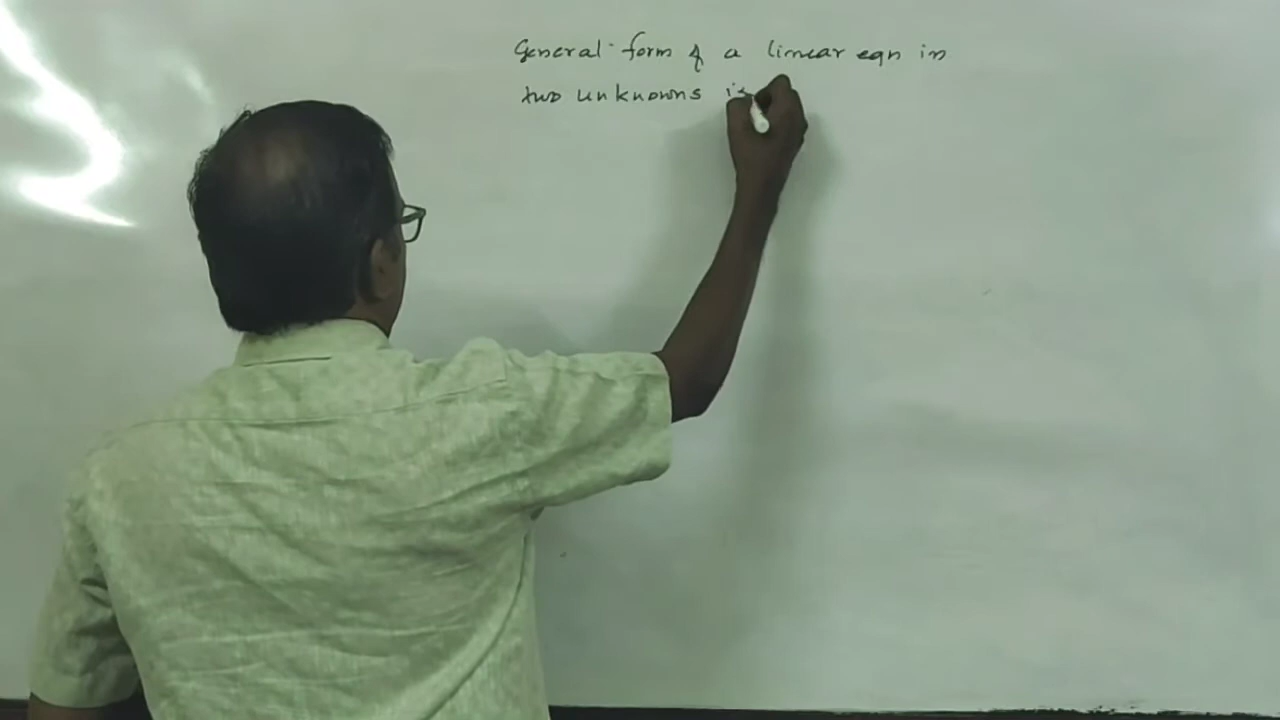 General form of a linear eqn in
two unknowns is